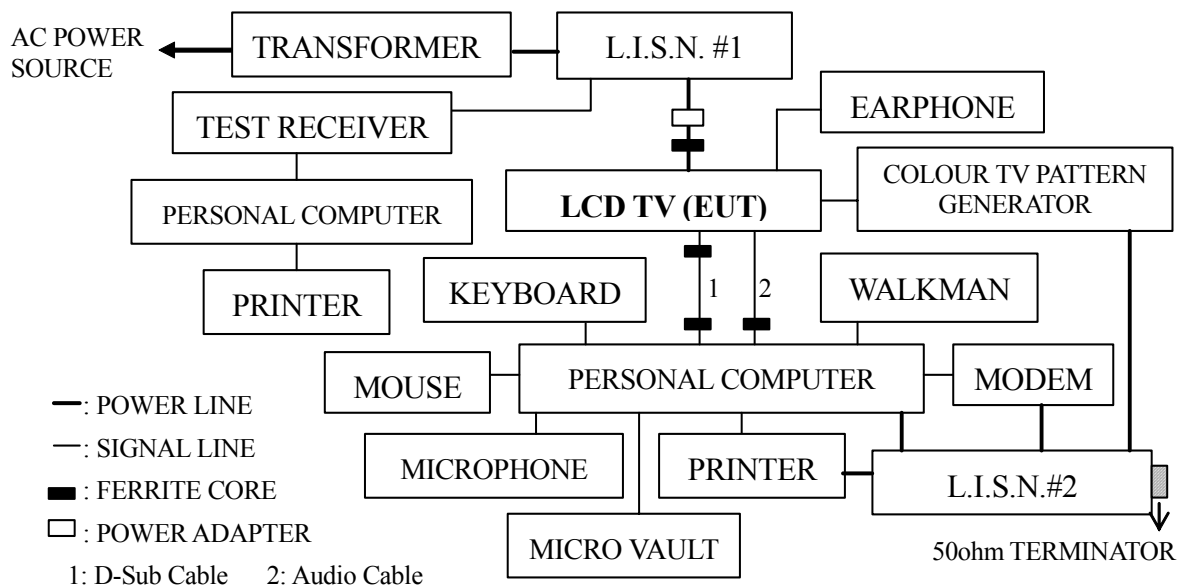 AC POWER
SOURCE
TRANSFORMER
L.I.S.N. #1
EARPHONE
TEST RECEIVER
COLOUR TV PATTERN
GENERATOR
PERSONAL COMPUTER
LCD TV (EUT)
PRINTER
KEYBOARD
1
2
WALKMAN
MOUSE
PERSONAL COMPUTER
MODEM
MICROPHONE
PRINTER
L.I.S.N.#2
MICRO VAULT
50ohm TERMINATOR
: POWER LINE
: SIGNAL LINE
: FERRITE CORE
: POWER ADAPTER
1: D-Sub Cable 2: Audio Cable